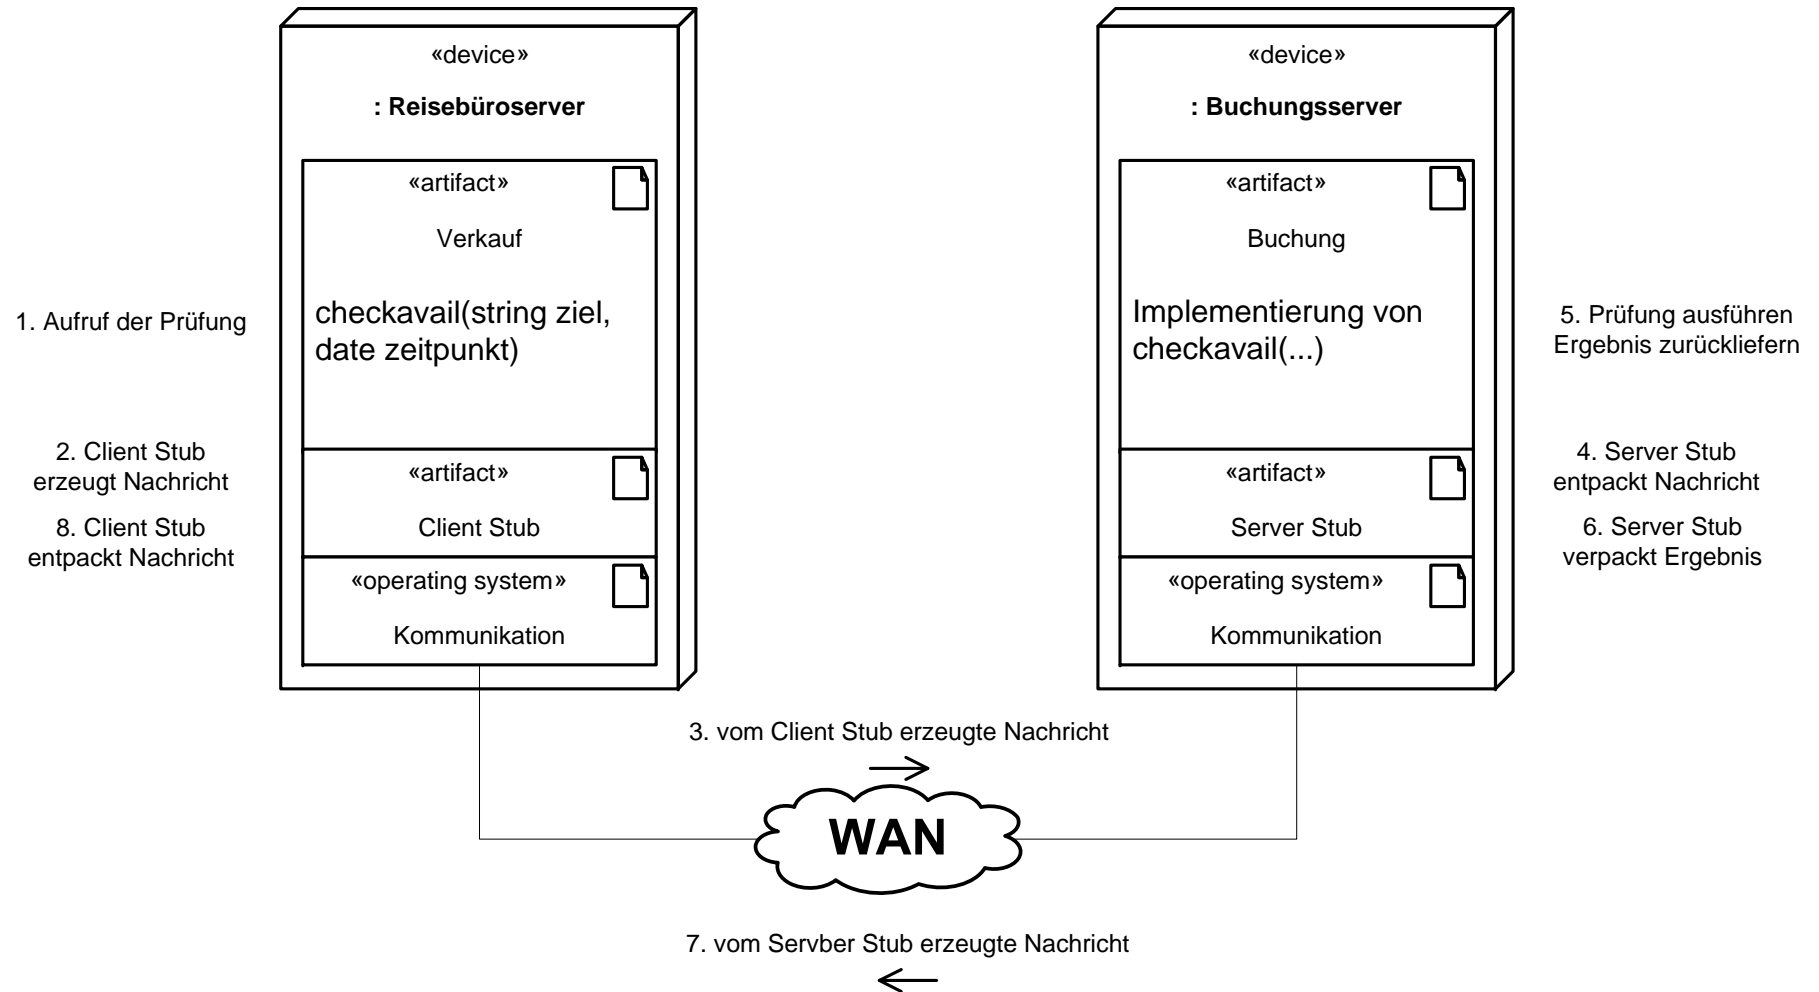 «device»
: Reisebüroserver
«artifact»
Verkauf
checkavail(string ziel,
date zeitpunkt)
«artifact»
Client Stub
«operating system»
Kommunikation
«device»
: Buchungsserver
«artifact»
Buchung
Implementierung von
checkavail(...)
«artifact»
Server Stub
«operating system»
Kommunikation
1. Aufruf der Prüfung
2. Client Stub
erzeugt Nachricht
8. Client Stub
entpackt Nachricht
5. Prüfung ausführen
Ergebnis zurückliefern
4. Server Stub
entpackt Nachricht
6. Server Stub
verpackt Ergebnis
3. vom Client Stub erzeugte Nachricht
WAN
7. vom Servber Stub erzeugte Nachricht